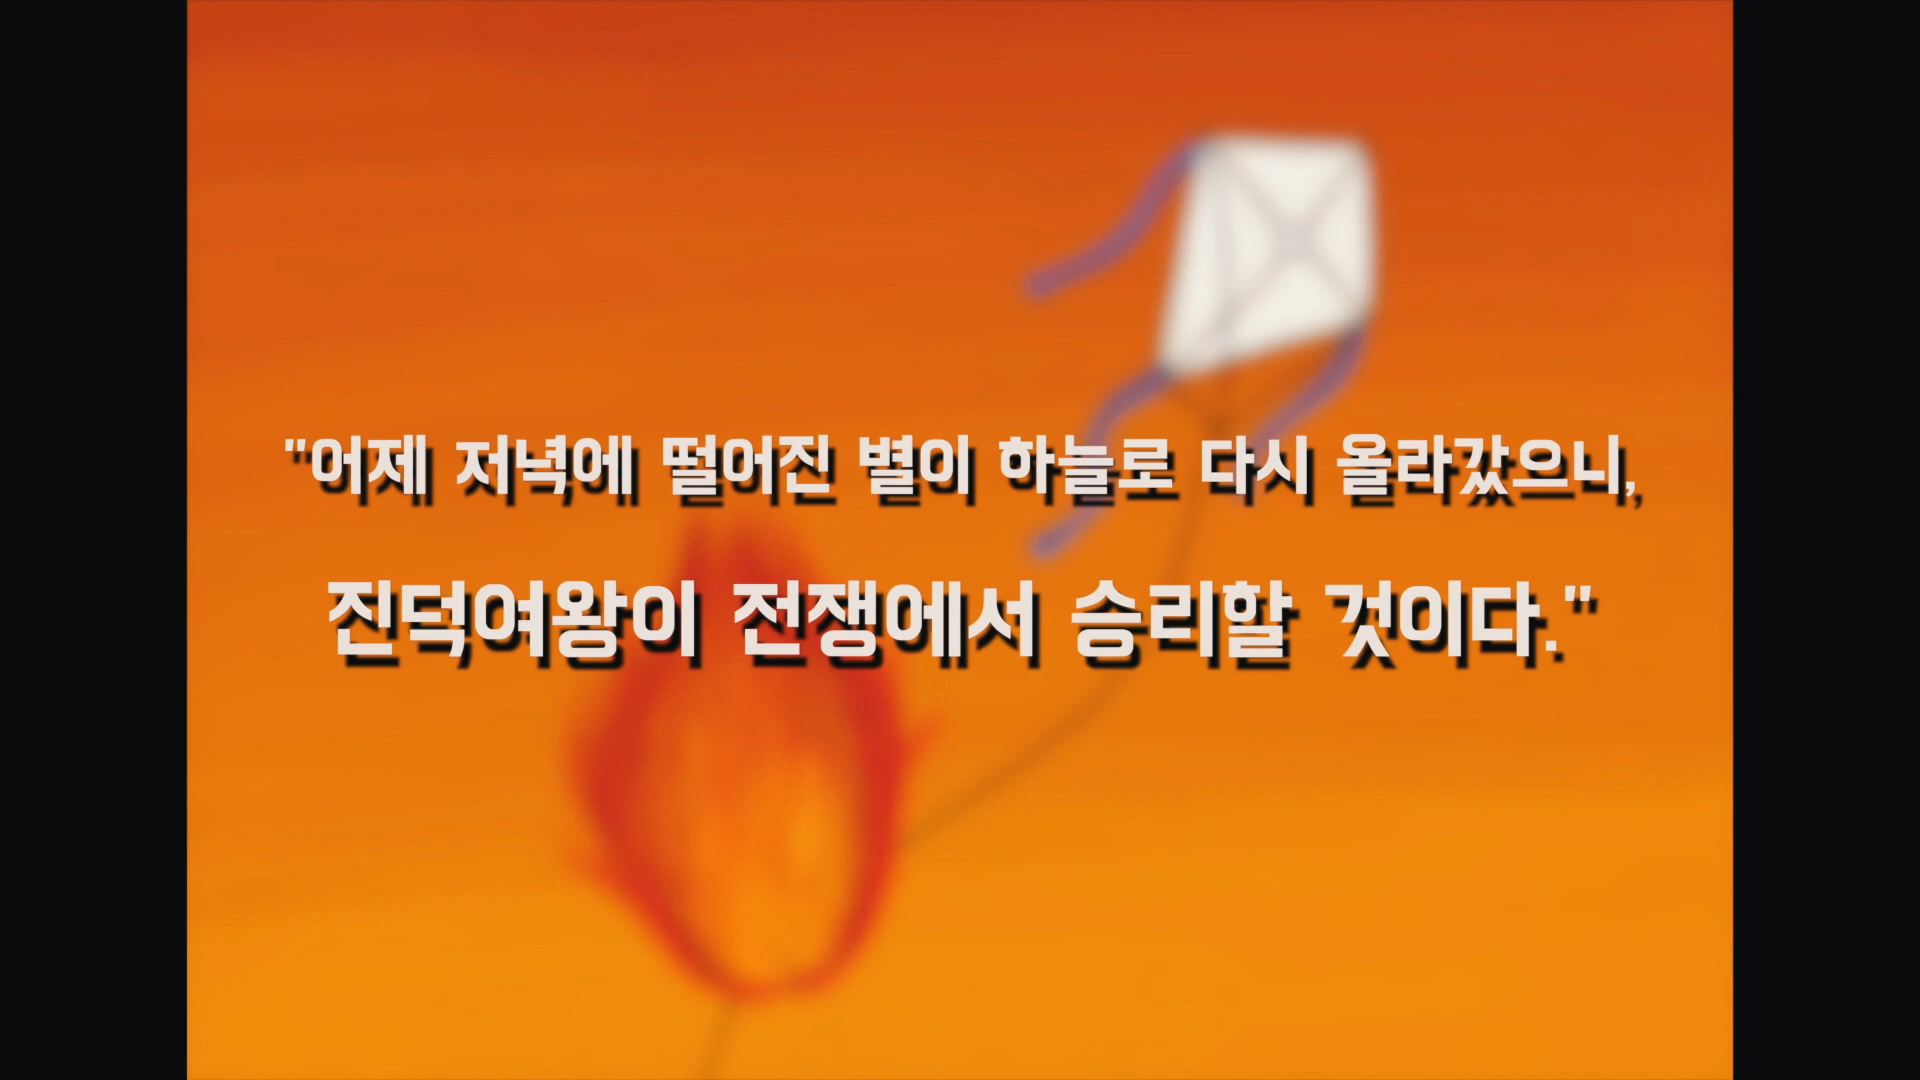 "어제 저녁에 떨어진 별이 하늘로 다시 올라갔으니,
진덕여왕이 전쟁에서 승리할 것이다."